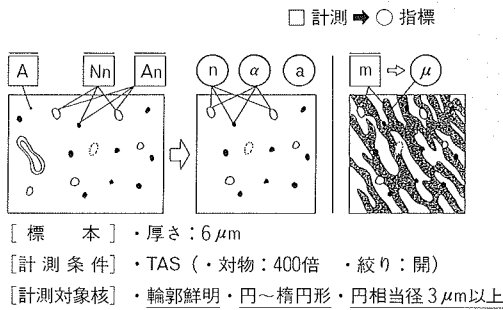 □計測➡○指標
A Nn An n α a m ⇨ μ
[標本]・厚さ：6μm
[計測条件]・TAS（・対物：400倍 ・絞り：開）
[計測対象核]・輪郭鮮明・円～楕円形・円相当径3μm以上